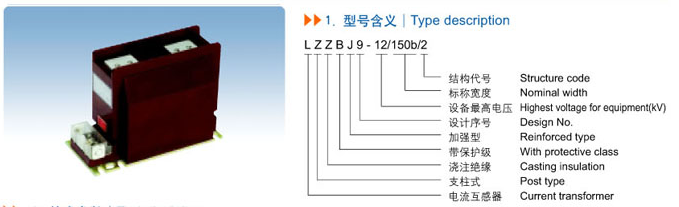 1. 型号含义 | Type description
L Z Z B J 9 - 12/150b/2
结构代号 Structure code
标称宽度 Nominal width
设备最高电压 Highest voltage for equipment(kV)
设计序号 Design No.
加强型 Reinforced type
带保护级 With protective class
浇注绝缘 Casting insulation
支柱式 Post type
电流互感器 Current transformer